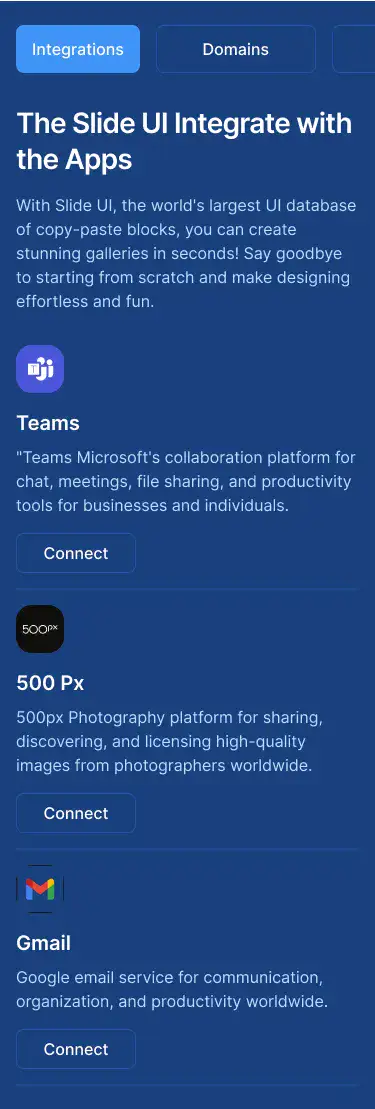 Integrations
Domains
The Slide UI Integrate with
the Apps
With Slide UI, the world's largest UI database
of copy-paste blocks, you can create
stunning galleries in seconds! Say goodbye
to starting from scratch and make designing
effortless and fun.
Teams
"Teams Microsoft's collaboration platform for
chat, meetings, file sharing, and productivity
tools for businesses and individuals.
Connect
500px
500 Px
500px Photography platform for sharing,
discovering, and licensing high-quality
images from photographers worldwide.
Connect
Gmail
Google email service for communication,
organization, and productivity worldwide.
Connect